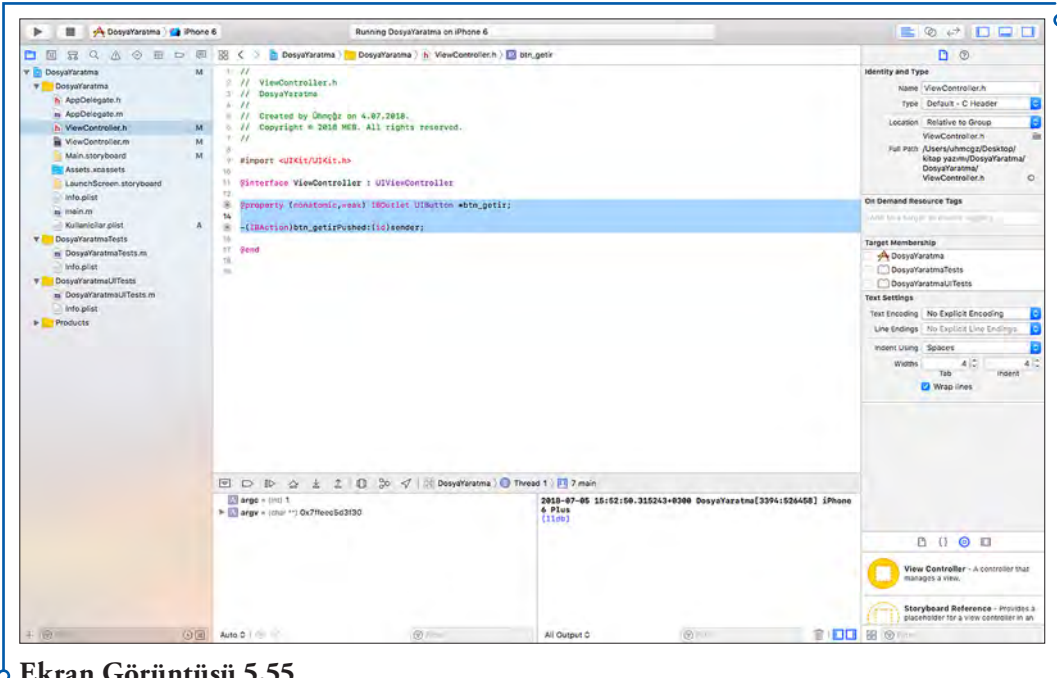 DosyaYaratma iPhone 6
Running DosyaYaratma on iPhone 6
DosyaYaratma M
DosyaYaratma
AppDelegate.h
AppDelegate.m
ViewController.h M
ViewController.m M
Main.storyboard M
Assets.xcassets
LaunchScreen.storyboard
Info.plist
main.m
Kullanicilar.plist A
DosyaYaratmaTests
DosyaYaratmaTests.m
Info.plist
DosyaYaratmaUITests
DosyaYaratmaUITests.m
Info.plist
Products
DosyaYaratma DosyaYaratma ViewController.h btn_getir
//
// ViewController.h
// DosyaYaratma
//
// Created by Ühmçğz on 4.07.2018.
// Copyright © 2018 MEB. All rights reserved.
//
#import <UIKit/UIKit.h>
@interface ViewController : UIViewController
@property (nonatomic,weak) IBOutlet UIButton *btn_getir;
14
-(IBAction)btn_getirPushed:(id)sender;
@end
DosyaYaratma Thread 1 7 main
argc = (int) 1
argv = (char **) 0x7ffeec5d3f30
2018-07-05 15:52:50.315243+0300 DosyaYaratma[3394:526458] iPhone
6 Plus
(lldb)
Auto
All Output
Identity and Type
Name ViewController.h
Type Default - C Header
Location Relative to Group
ViewController.h
Full Path /Users/uhmcgz/Desktop/
kitap yazımı/DosyaYaratma/
DosyaYaratma/
ViewController.h
On Demand Resource Tags
Target Membership
DosyaYaratma
DosyaYaratmaTests
DosyaYaratmaUITests
Text Settings
Text Encoding No Explicit Encoding
Line Endings No Explicit Line Endings
Indent Using Spaces
Widths 4 4
Tab Indent
Wrap lines
View Controller - A controller that
manages a view.
Storyboard Reference - Provides a
placeholder for a view controller in an
Ekran Görüntüsü 5.55